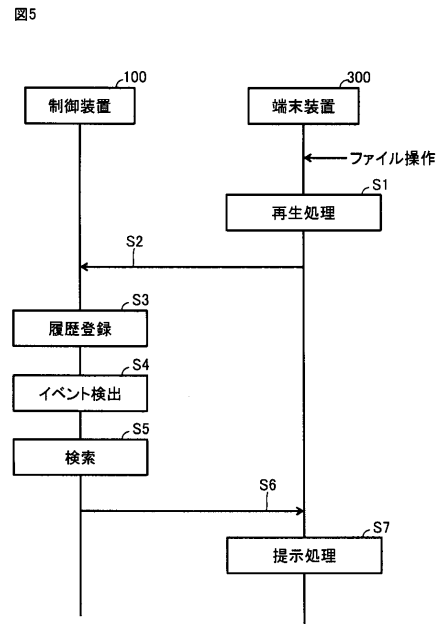 図5
100
300
制御装置
端末装置
ファイル操作
S1
再生処理
S2
S3
履歴登録
S4
イベント検出
S5
検索
S6
S7
提示処理